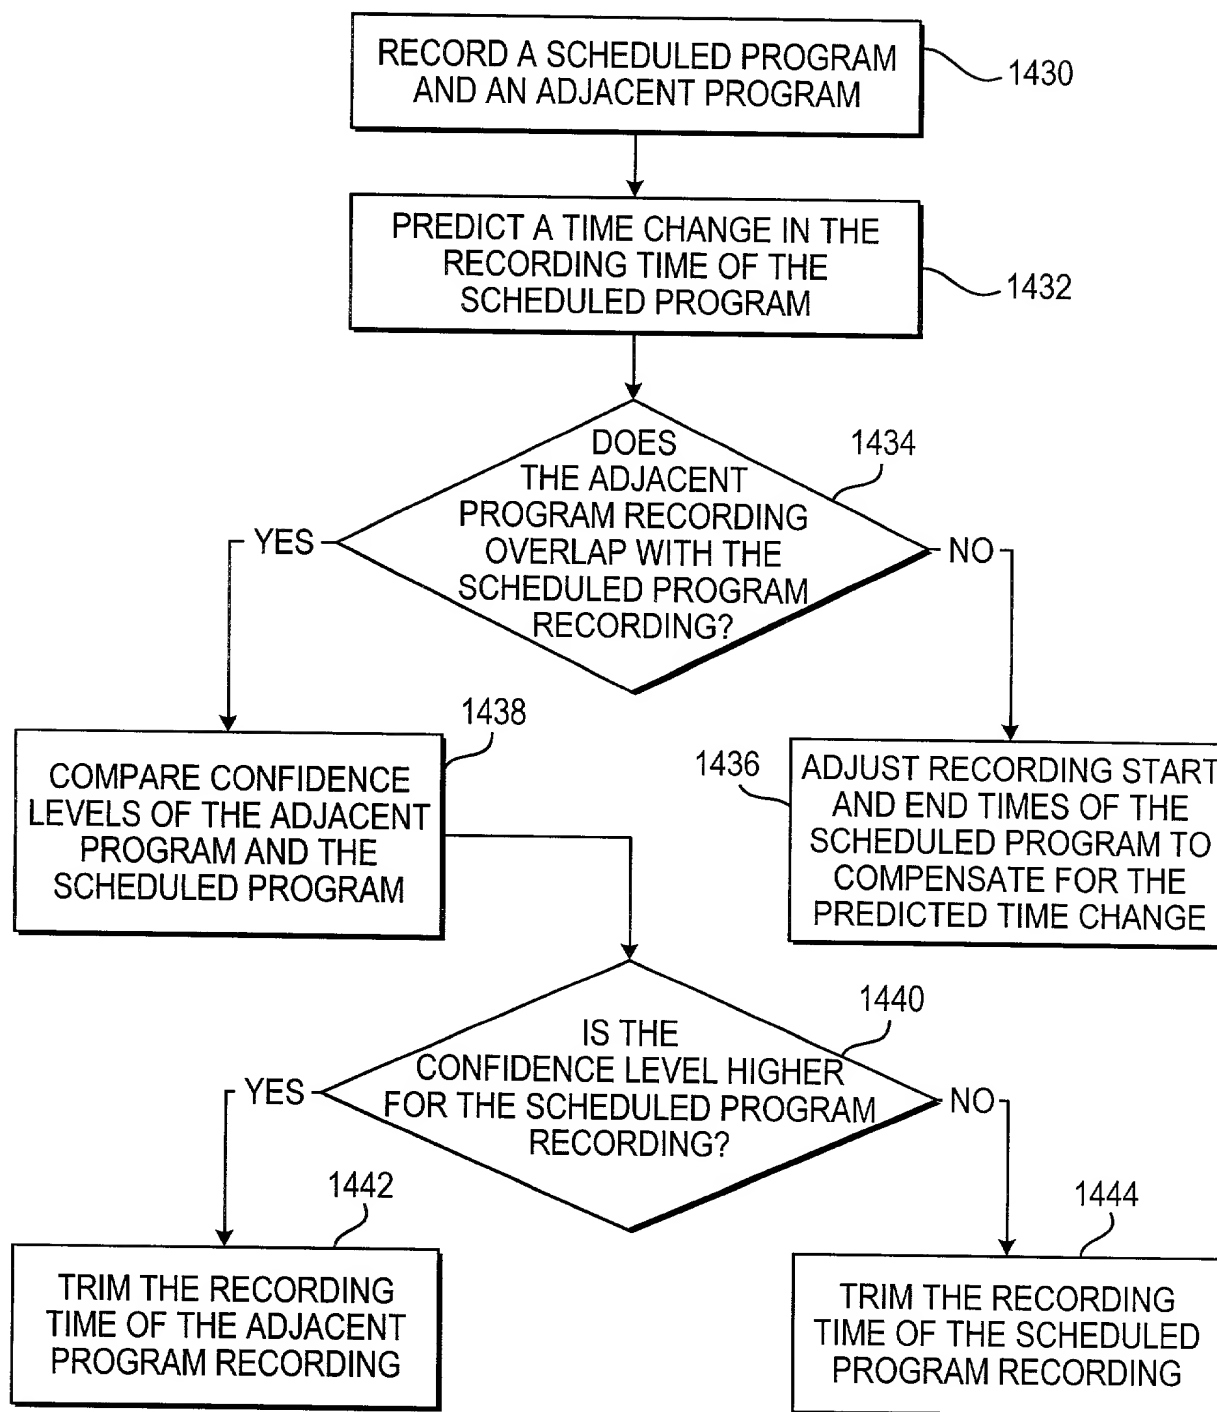 RECORD A SCHEDULED PROGRAM
AND AN ADJACENT PROGRAM
1430
PREDICT A TIME CHANGE IN THE
RECORDING TIME OF THE
SCHEDULED PROGRAM
1432
DOES
THE ADJACENT
PROGRAM RECORDING
OVERLAP WITH THE
SCHEDULED PROGRAM
RECORDING?
1434
YES
NO
COMPARE CONFIDENCE
LEVELS OF THE ADJACENT
PROGRAM AND THE
SCHEDULED PROGRAM
1438
1436
ADJUST RECORDING START
AND END TIMES OF THE
SCHEDULED PROGRAM TO
COMPENSATE FOR THE
PREDICTED TIME CHANGE
IS THE
CONFIDENCE LEVEL HIGHER
FOR THE SCHEDULED PROGRAM
RECORDING?
1440
YES
NO
1442
TRIM THE RECORDING
TIME OF THE ADJACENT
PROGRAM RECORDING
1444
TRIM THE RECORDING
TIME OF THE SCHEDULED
PROGRAM RECORDING